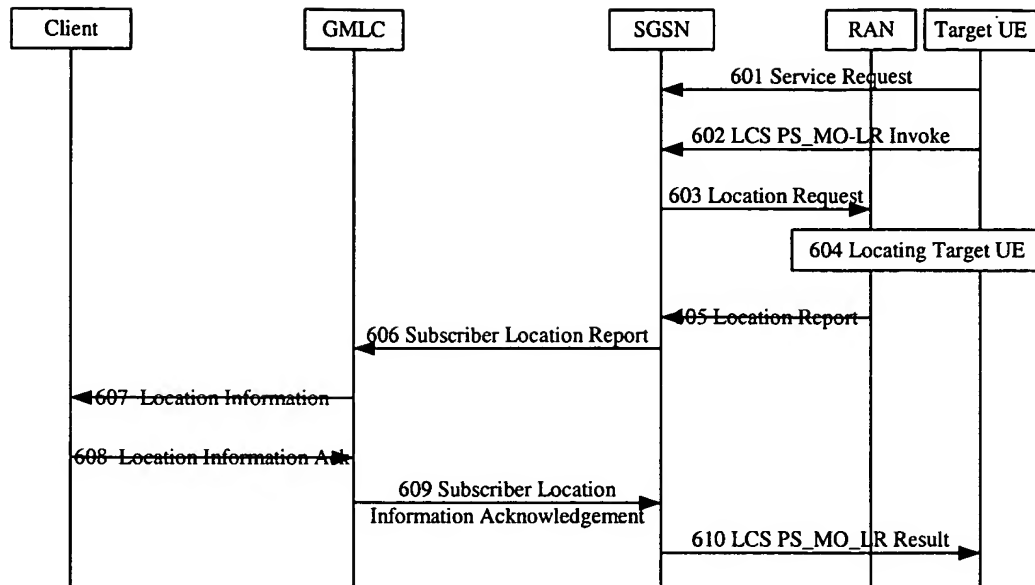 Client GMLC SGSN RAN Target UE
601 Service Request
602 LCS PS_MO-LR Invoke
603 Location Request
604 Locating Target UE
605 Location Report
606 Subscriber Location Report
607 Location Information
608 Location Information Ack
609 Subscriber Location
Information Acknowledgement
610 LCS PS_MO_LR Result